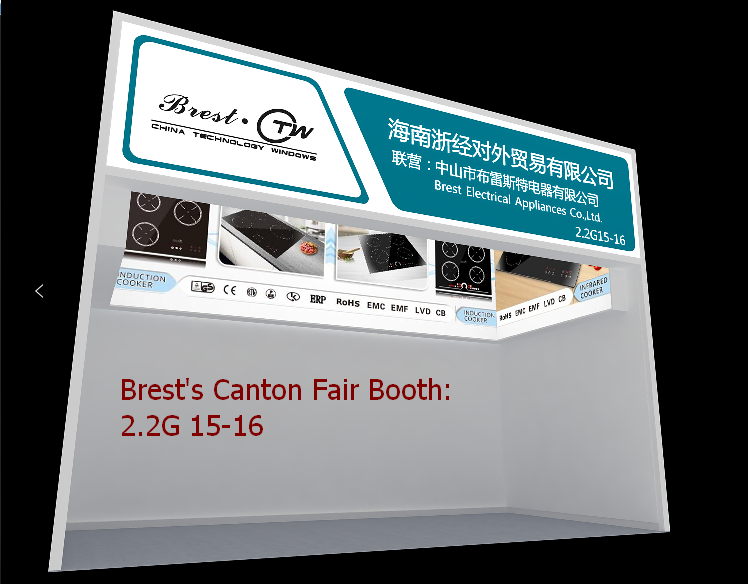 Brest · TW
CHINA TECHNOLOGY WINDOWS
海南浙经对外贸易有限公司
联营：中山市布雷斯特电器有限公司
Brest Electrical Appliances Co.,Ltd.
2.2G15-16
INDUCTION
COOKER
GS CE ERP RoHS EMC EMF LVD CB
INDUCTION
COOKER
RoHS EMC EMF LVD CB
INFRARED
COOKER
Brest's Canton Fair Booth:
2.2G 15-16